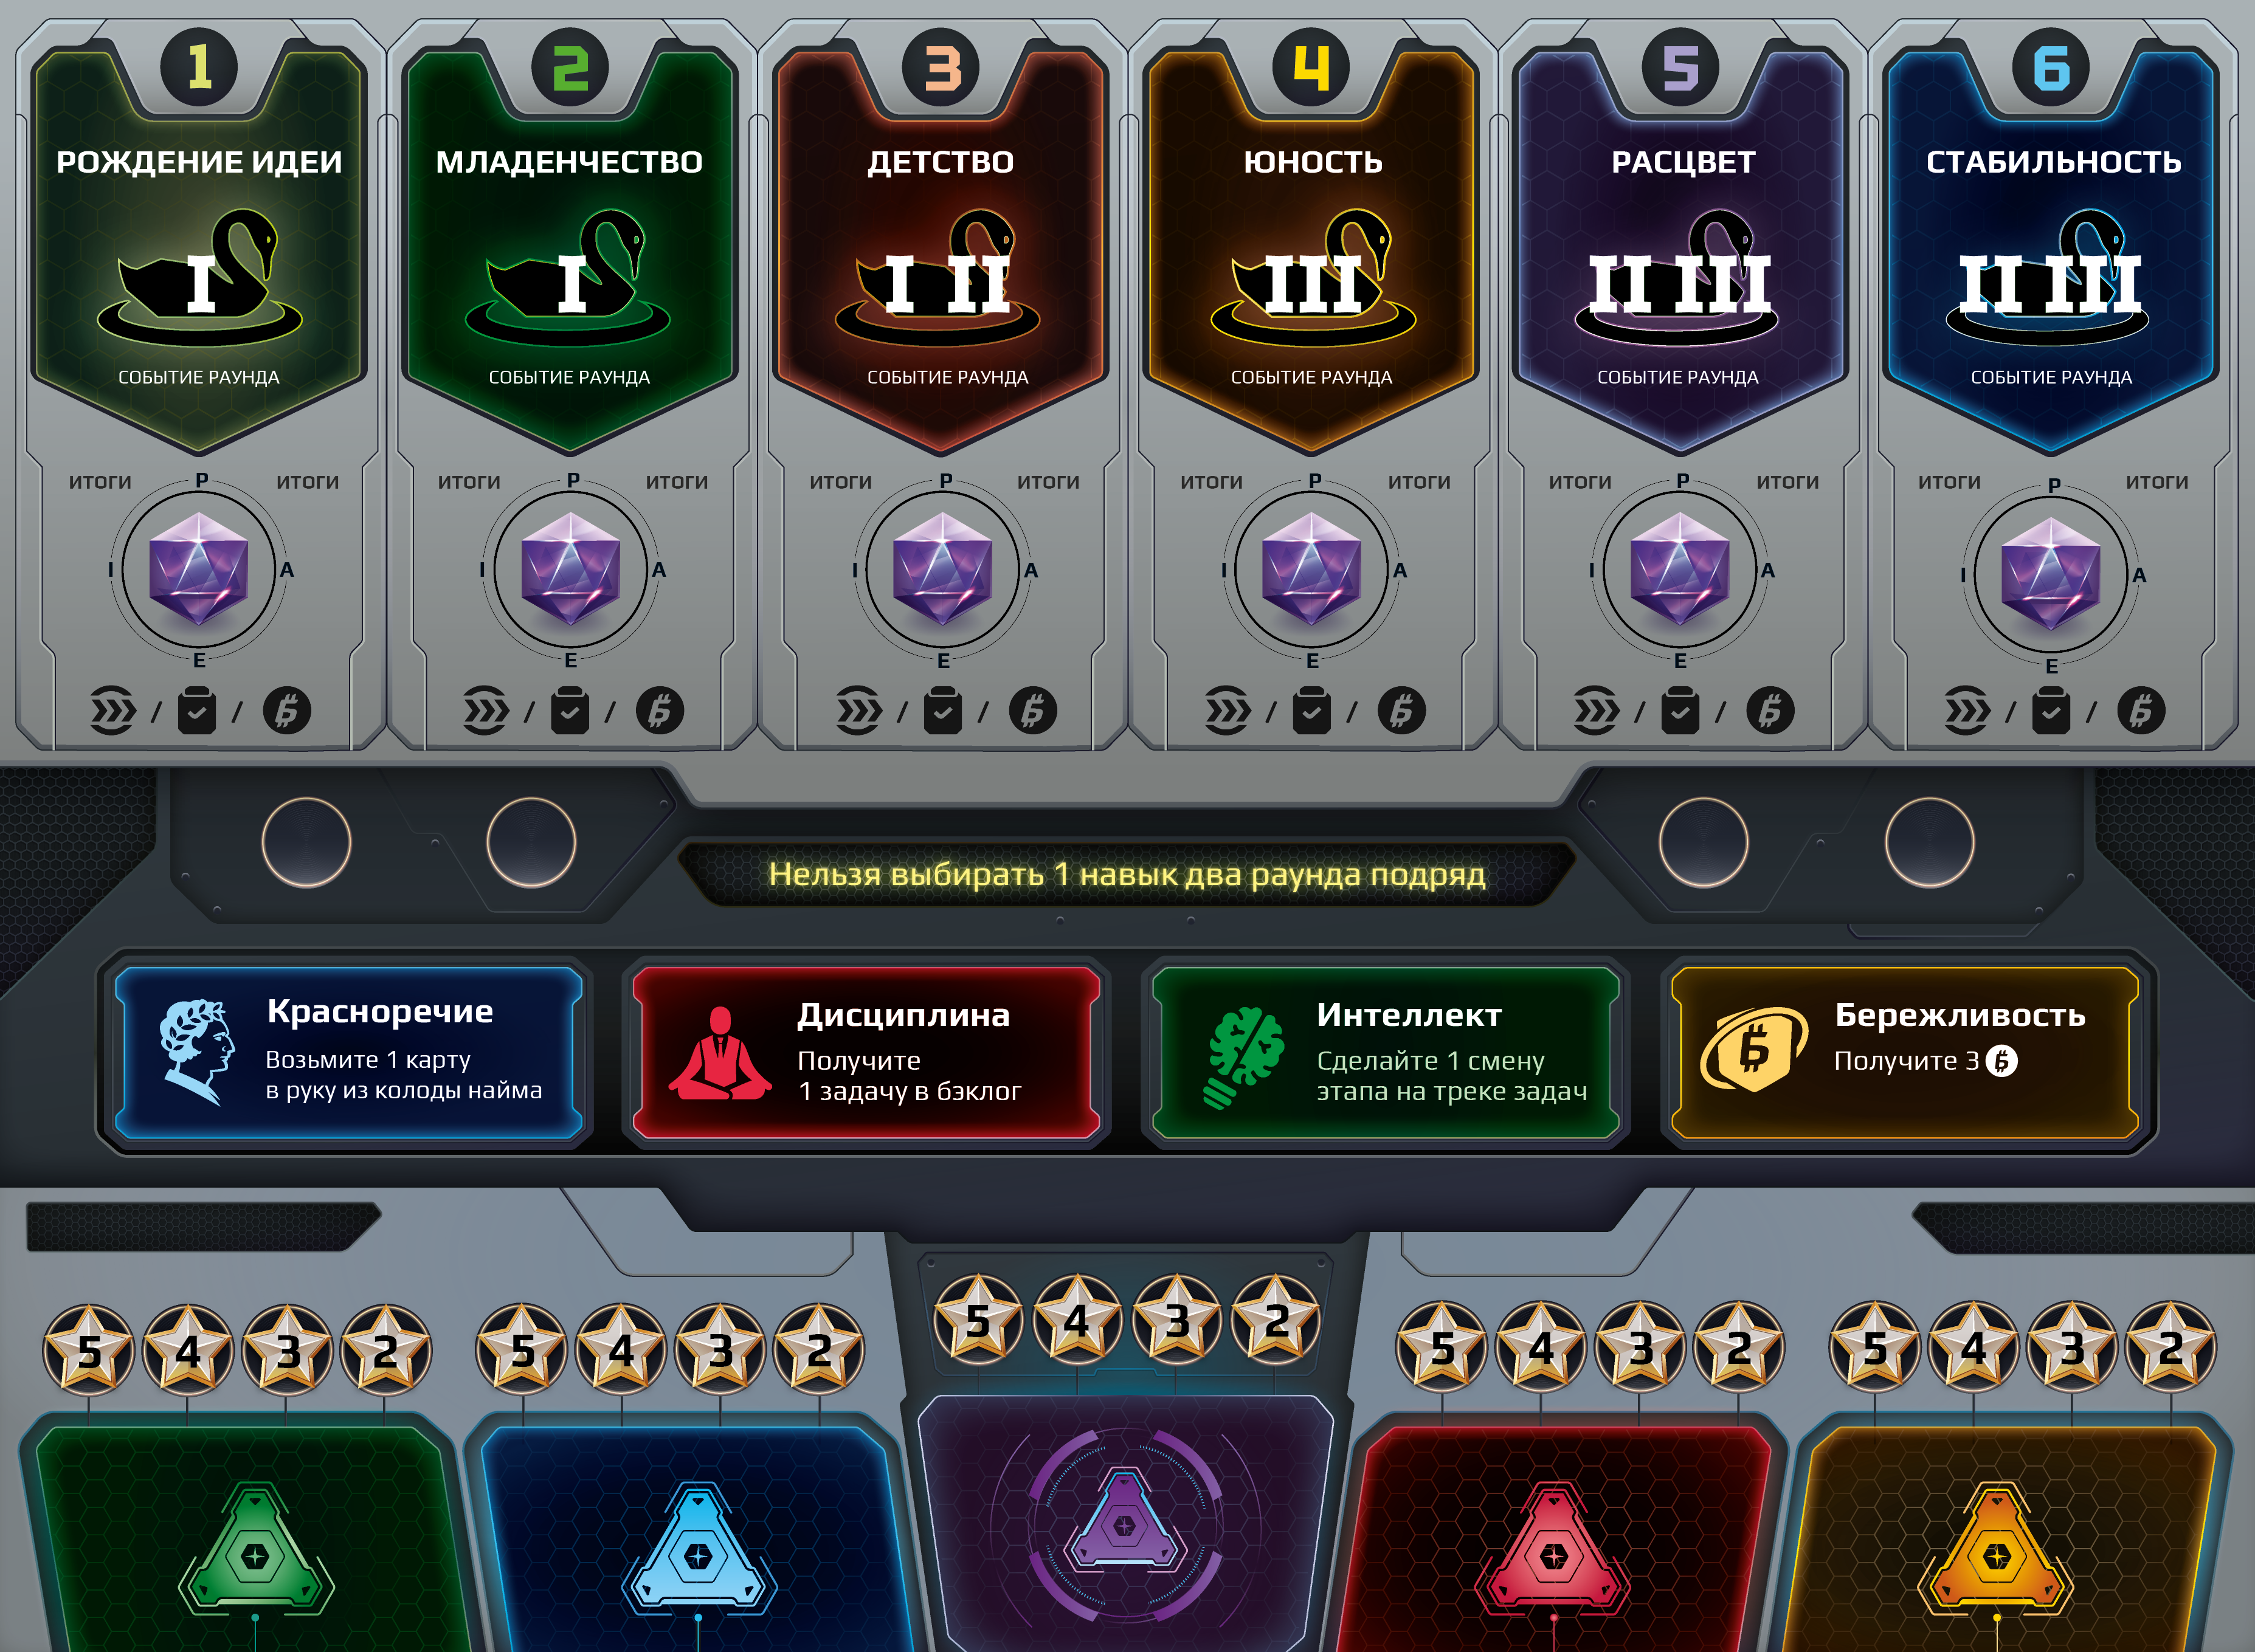 1 2 3 4 5 6
РОЖДЕНИЕ ИДЕИ
I
СОБЫТИЕ РАУНДА
МЛАДЕНЧЕСТВО
I
СОБЫТИЕ РАУНДА
ДЕТСТВО
I II
СОБЫТИЕ РАУНДА
ЮНОСТЬ
III
СОБЫТИЕ РАУНДА
РАСЦВЕТ
II III
СОБЫТИЕ РАУНДА
СТАБИЛЬНОСТЬ
II III
СОБЫТИЕ РАУНДА
ИТОГИ P ИТОГИ
I A
E
/ /
ИТОГИ P ИТОГИ
I A
E
/ /
ИТОГИ P ИТОГИ
I A
E
/ /
ИТОГИ P ИТОГИ
I A
E
/ /
ИТОГИ P ИТОГИ
I A
E
/ /
ИТОГИ P ИТОГИ
I A
E
/ /
Нельзя выбирать 1 навык два раунда подряд
Красноречие
Возьмите 1 карту
в руку из колоды найма
Дисциплина
Получите
1 задачу в бэклог
Интеллект
Сделайте 1 смену
этапа на треке задач
Бережливость
Получите 3 Б
5 4 3 2
5 4 3 2
5 4 3 2
5 4 3 2
5 4 3 2